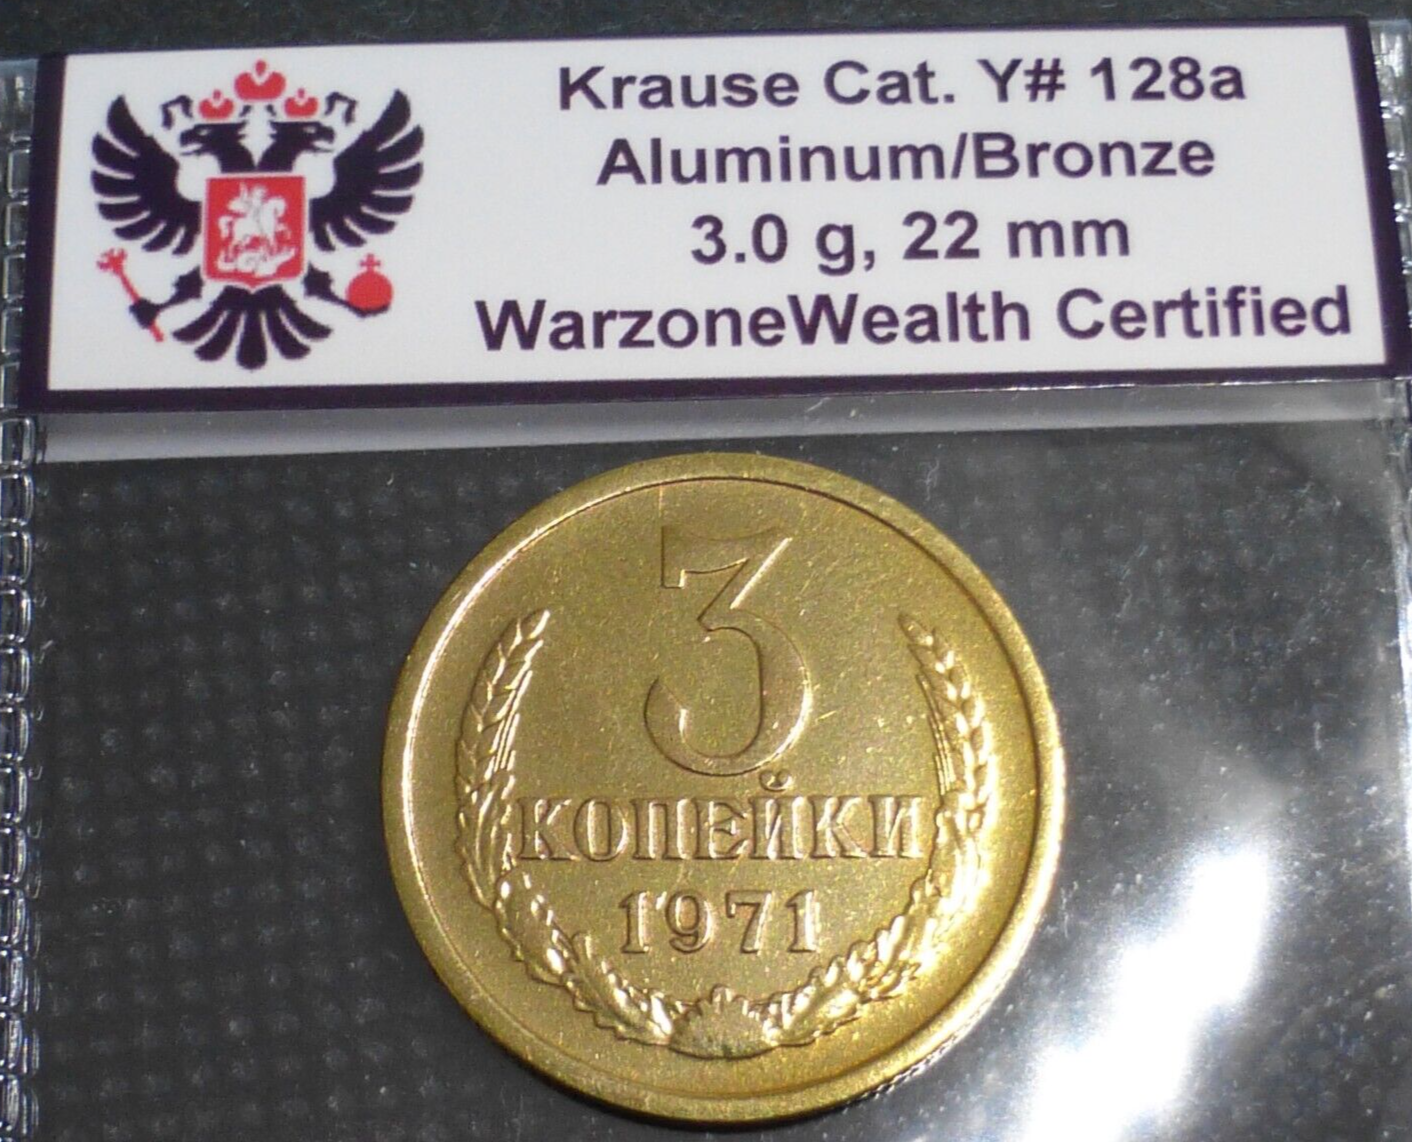 Krause Cat. Y# 128a
Aluminum/Bronze
3.0 g, 22 mm
WarzoneWealth Certified
3
КОПЕЙКИ
1971